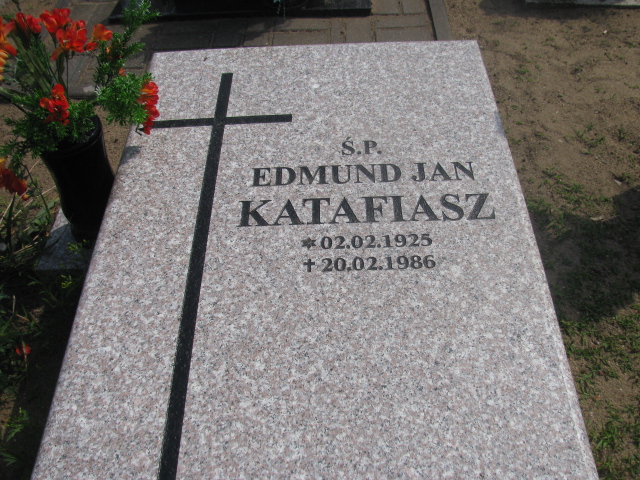 Ś.P.
EDMUND JAN
KATAFIASZ
* 02.02.1925
✝ 20.02.1986